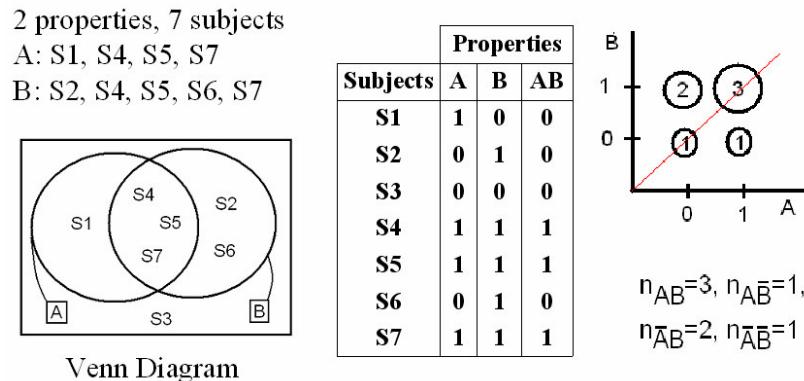 2 properties, 7 subjects
A: S1, S4, S5, S7
B: S2, S4, S5, S6, S7
S1
S4
S5
S7
S2
S6
A
B
S3
Venn Diagram
Properties
Subjects A B AB
S1 1 0 0
S2 0 1 0
S3 0 0 0
S4 1 1 1
S5 1 1 1
S6 0 1 0
S7 1 1 1
B
1 2 3
0 1 1
0 1 A
n_AB=3, n_AB̅=1,
n_A̅B=2, n_A̅B̅=1